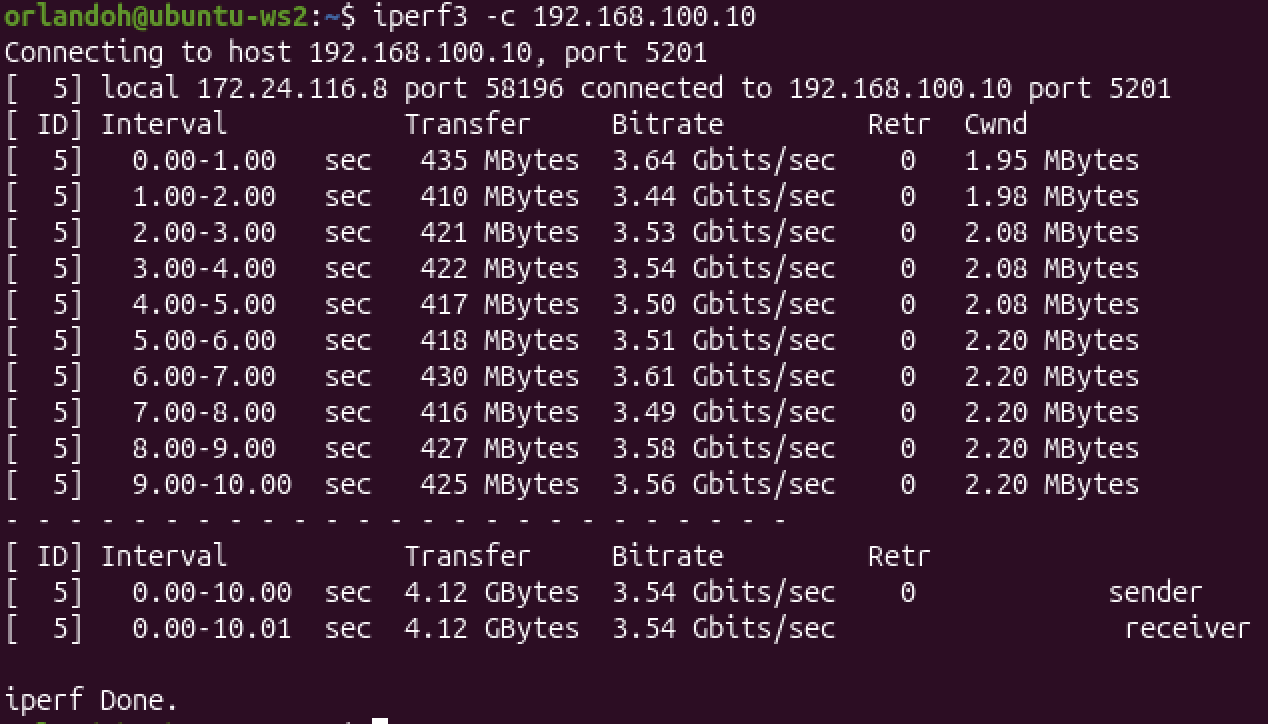 orlandoh@ubuntu-ws2:~$ iperf3 -c 192.168.100.10
Connecting to host 192.168.100.10, port 5201
[  5] local 172.24.116.8 port 58196 connected to 192.168.100.10 port 5201
[ ID] Interval           Transfer     Bitrate         Retr  Cwnd
[  5]   0.00-1.00   sec   435 MBytes  3.64 Gbits/sec    0   1.95 MBytes
[  5]   1.00-2.00   sec   410 MBytes  3.44 Gbits/sec    0   1.98 MBytes
[  5]   2.00-3.00   sec   421 MBytes  3.53 Gbits/sec    0   2.08 MBytes
[  5]   3.00-4.00   sec   422 MBytes  3.54 Gbits/sec    0   2.08 MBytes
[  5]   4.00-5.00   sec   417 MBytes  3.50 Gbits/sec    0   2.08 MBytes
[  5]   5.00-6.00   sec   418 MBytes  3.51 Gbits/sec    0   2.20 MBytes
[  5]   6.00-7.00   sec   430 MBytes  3.61 Gbits/sec    0   2.20 MBytes
[  5]   7.00-8.00   sec   416 MBytes  3.49 Gbits/sec    0   2.20 MBytes
[  5]   8.00-9.00   sec   427 MBytes  3.58 Gbits/sec    0   2.20 MBytes
[  5]   9.00-10.00  sec   425 MBytes  3.56 Gbits/sec    0   2.20 MBytes
- - - - - - - - - - - - - - - - - - - - - - - - -
[ ID] Interval           Transfer     Bitrate         Retr
[  5]   0.00-10.00  sec  4.12 GBytes  3.54 Gbits/sec    0             sender
[  5]   0.00-10.01  sec  4.12 GBytes  3.54 Gbits/sec                  receiver
iperf Done.